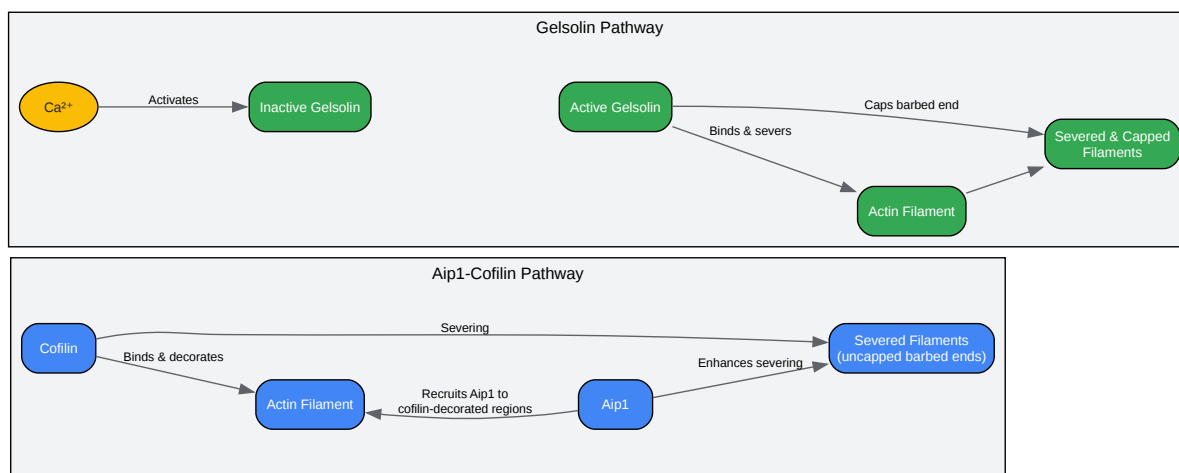 Gelsolin Pathway
Ca²⁺
Activates
Inactive Gelsolin
Active Gelsolin
Caps barbed end
Binds & severs
Severed & Capped
Filaments
Actin Filament
Aip1-Cofilin Pathway
Cofilin
Severing
Binds & decorates
Severed Filaments
(uncapped barbed ends)
Enhances severing
Actin Filament
Recruits Aip1 to
cofilin-decorated regions
Aip1